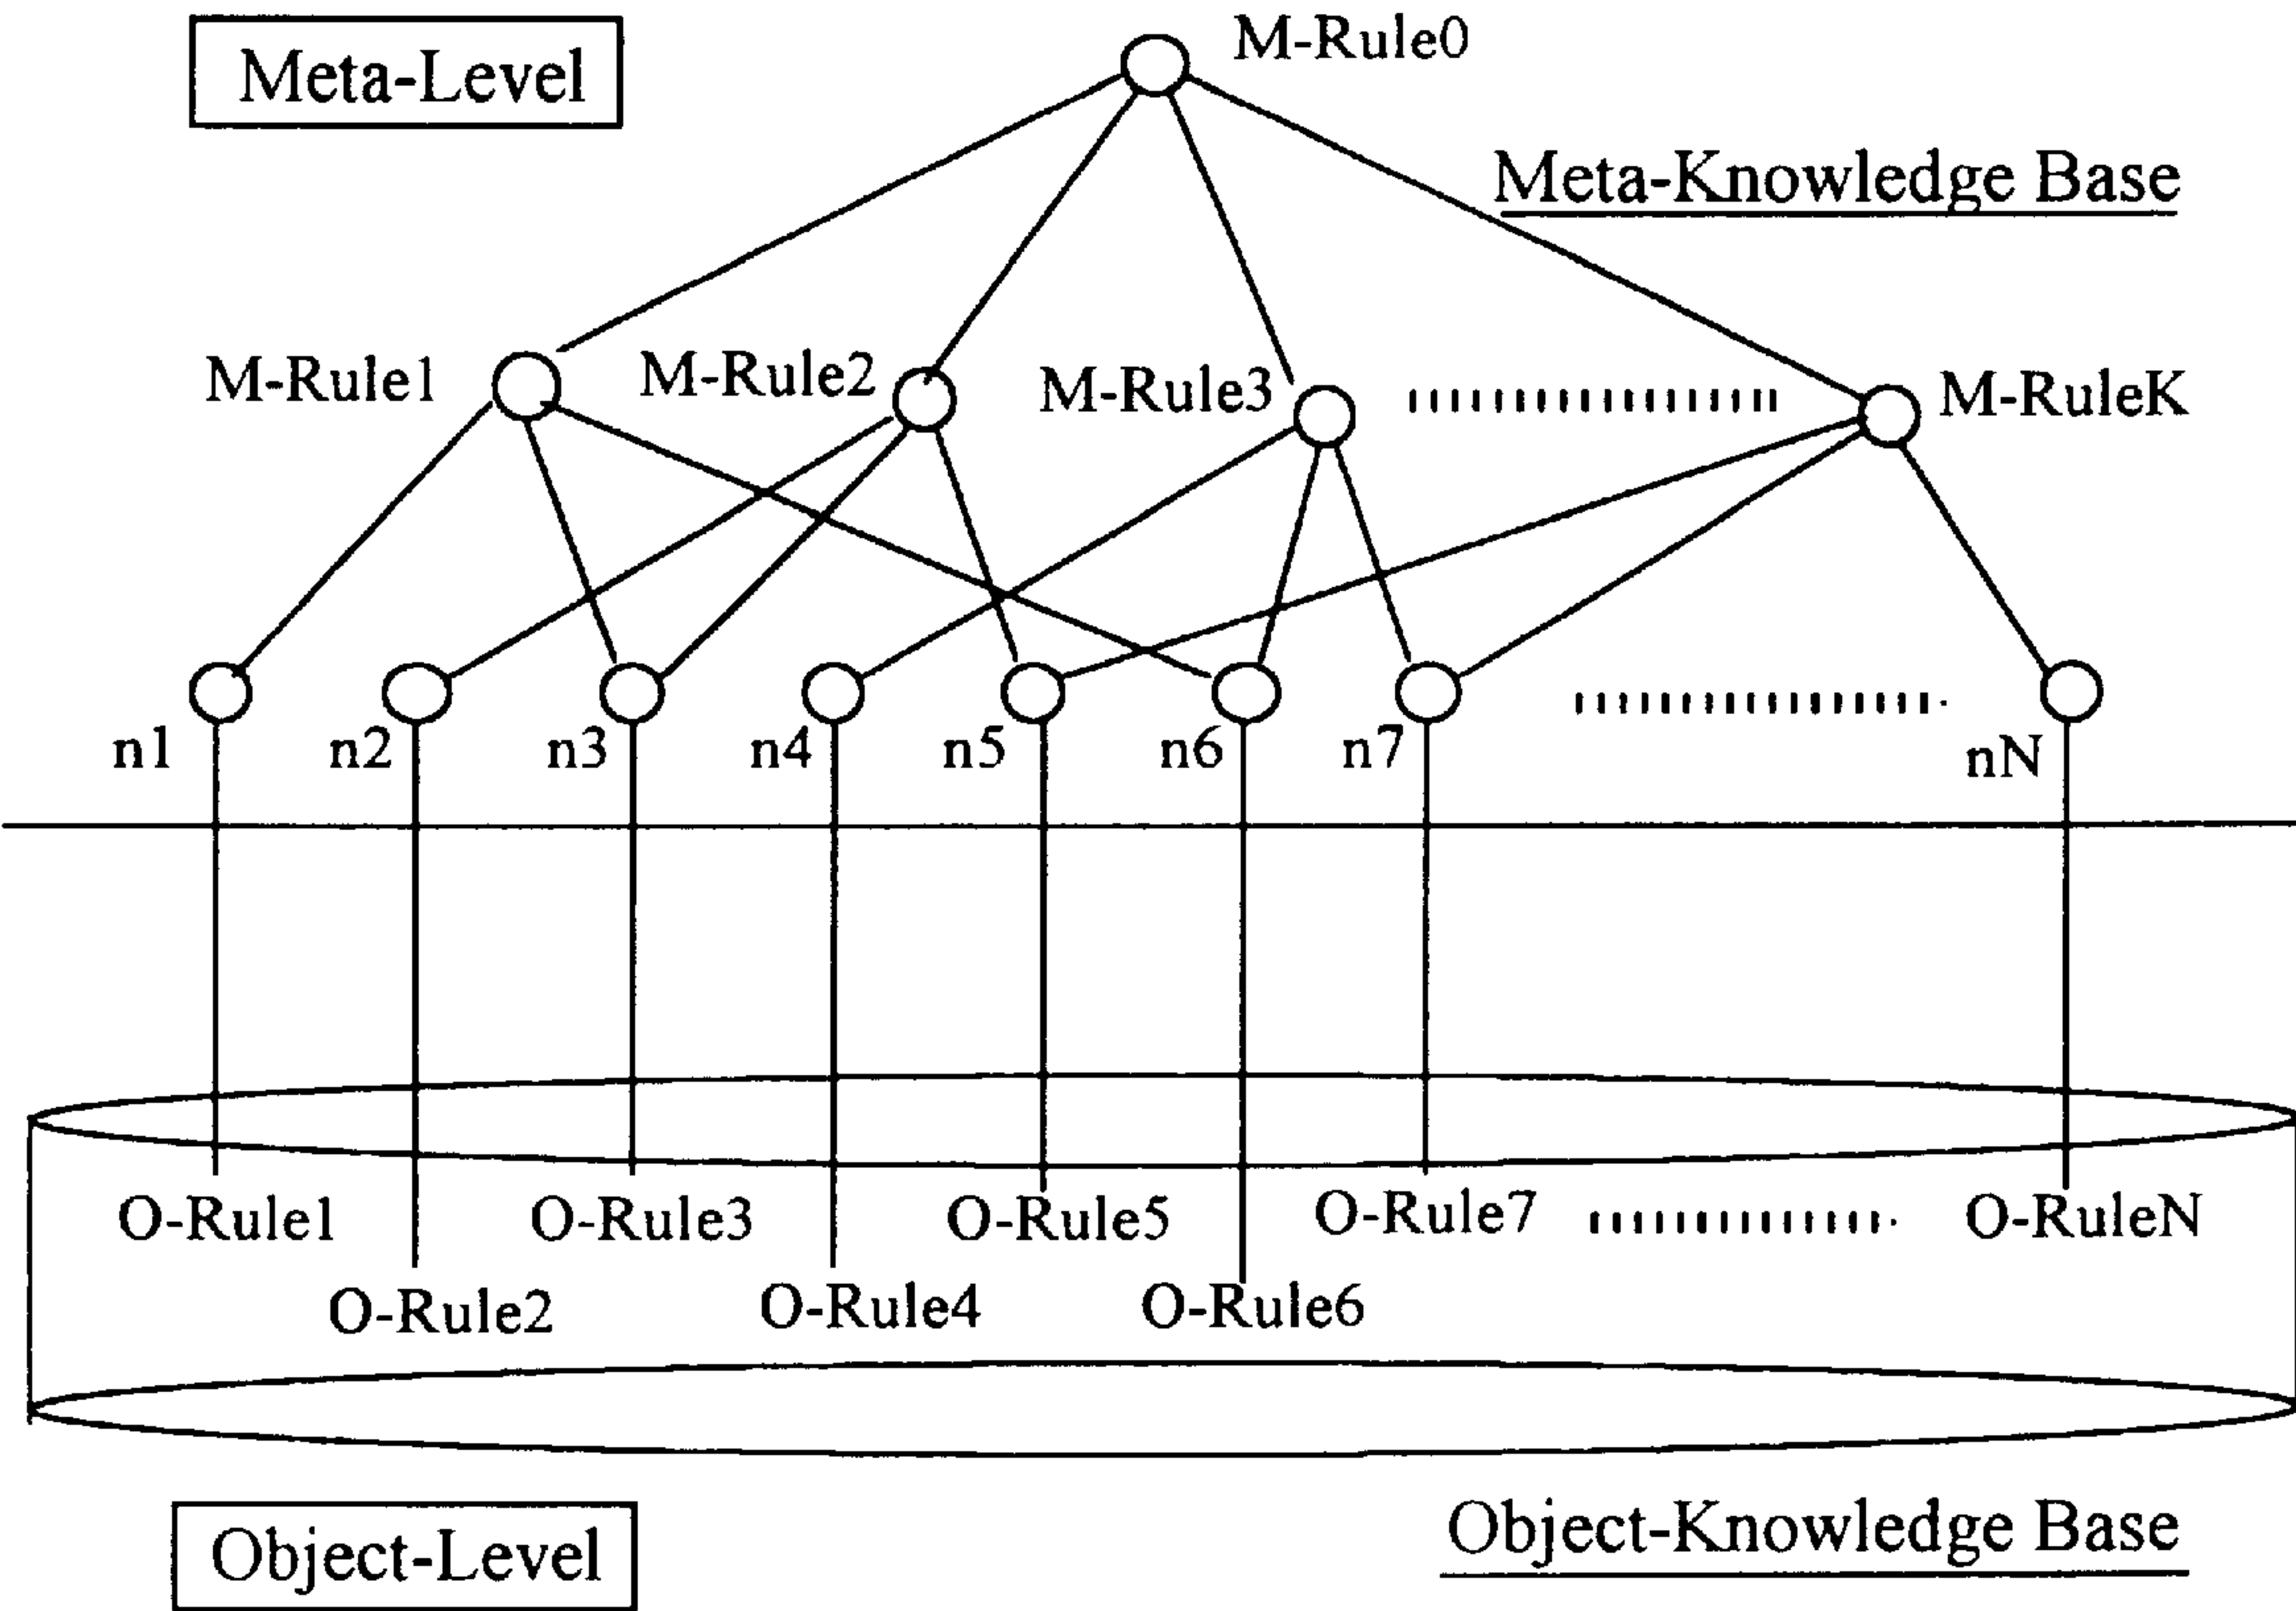 Meta-Level
M-Rule0
Meta-Knowledge Base
M-Rule1
M-Rule2
M-Rule3
M-RuleK
n1
n2
n3
n4
n5
n6
n7
nN
O-Rule1
O-Rule3
O-Rule5
O-Rule7
O-RuleN
O-Rule2
O-Rule4
O-Rule6
Object-Level
Object-Knowledge Base